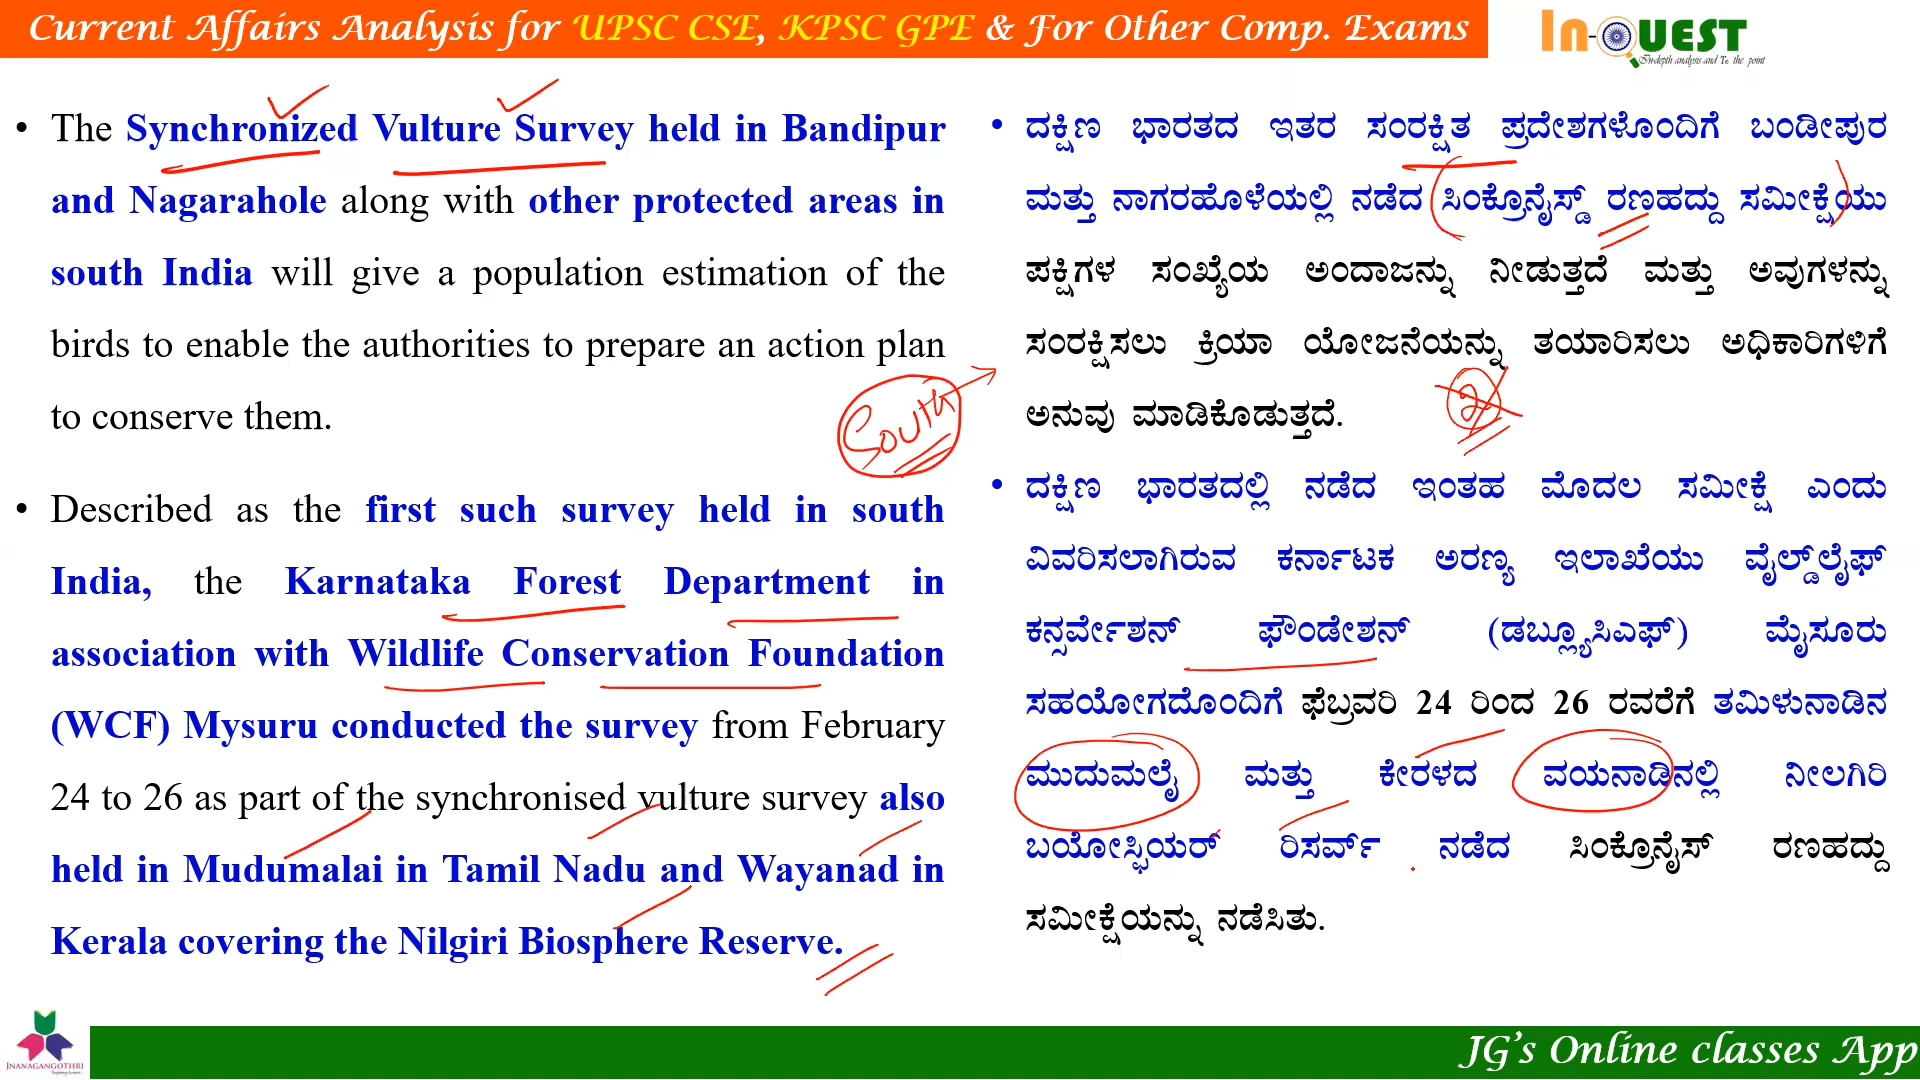 Current Affairs Analysis for UPSC CSE, KPSC GPE & For Other Comp. Exams
In-QUEST
In-depth analysis and To the point
• The Synchronized Vulture Survey held in Bandipur
and Nagarahole along with other protected areas in
south India will give a population estimation of the
birds to enable the authorities to prepare an action plan
to conserve them.
South
• Described as the first such survey held in south
India, the Karnataka Forest Department in
association with Wildlife Conservation Foundation
(WCF) Mysuru conducted the survey from February
24 to 26 as part of the synchronised vulture survey also
held in Mudumalai in Tamil Nadu and Wayanad in
Kerala covering the Nilgiri Biosphere Reserve.
• ದಕ್ಷಿಣ ಭಾರತದ ಇತರ ಸಂರಕ್ಷಿತ ಪ್ರದೇಶಗಳೊಂದಿಗೆ ಬಂಡೀಪುರ
ಮತ್ತು ನಾಗರಹೊಳೆಯಲ್ಲಿ ನಡೆದ ಸಿಂಕ್ರೊನೈಸ್ಡ್ ರಣಹದ್ದು ಸಮೀಕ್ಷೆಯು
ಪಕ್ಷಿಗಳ ಸಂಖ್ಯೆಯ ಅಂದಾಜನ್ನು ನೀಡುತ್ತದೆ ಮತ್ತು ಅವುಗಳನ್ನು
ಸಂರಕ್ಷಿಸಲು ಕ್ರಿಯಾ ಯೋಜನೆಯನ್ನು ತಯಾರಿಸಲು ಅಧಿಕಾರಿಗಳಿಗೆ
ಅನುವು ಮಾಡಿಕೊಡುತ್ತದೆ.
• ದಕ್ಷಿಣ ಭಾರತದಲ್ಲಿ ನಡೆದ ಇಂತಹ ಮೊದಲ ಸಮೀಕ್ಷೆ ಎಂದು
ವಿವರಿಸಲಾಗಿರುವ ಕರ್ನಾಟಕ ಅರಣ್ಯ ಇಲಾಖೆಯು ವೈಲ್ಡ್‌ಲೈಫ್
ಕನ್ಸರ್ವೇಶನ್ ಫೌಂಡೇಶನ್ (ಡಬ್ಲ್ಯೂಸಿಎಫ್) ಮೈಸೂರು
ಸಹಯೋಗದೊಂದಿಗೆ ಫೆಬ್ರವರಿ 24 ರಿಂದ 26 ರವರೆಗೆ ತಮಿಳುನಾಡಿನ
ಮುದುಮಲೈ ಮತ್ತು ಕೇರಳದ ವಯನಾಡಿನಲ್ಲಿ ನೀಲಗಿರಿ
ಬಯೋಸ್ಫಿಯರ್ ರಿಸರ್ವ್ ನಡೆದ ಸಿಂಕ್ರೊನೈಸ್ ರಣಹದ್ದು
ಸಮೀಕ್ಷೆಯನ್ನು ನಡೆಸಿತು.
JNANAGANGOTHRI
JG's Online classes App